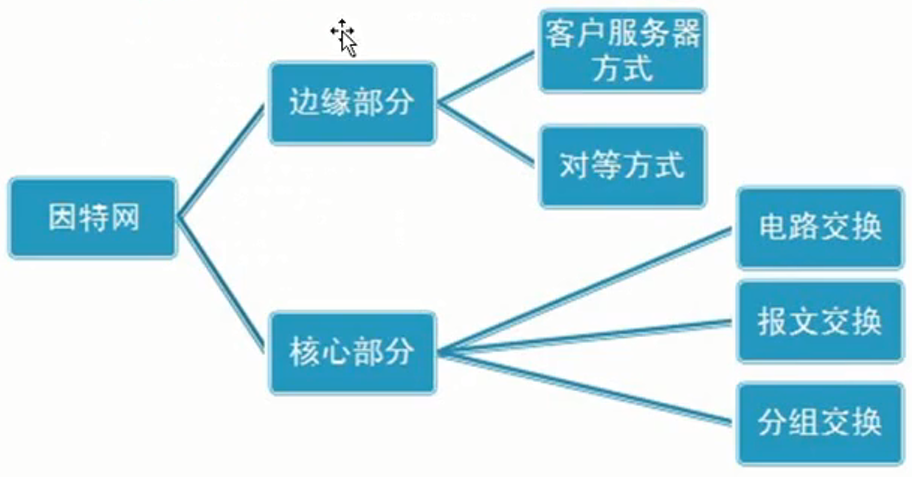 客户服务器
方式
边缘部分
对等方式
因特网
电路交换
报文交换
核心部分
分组交换